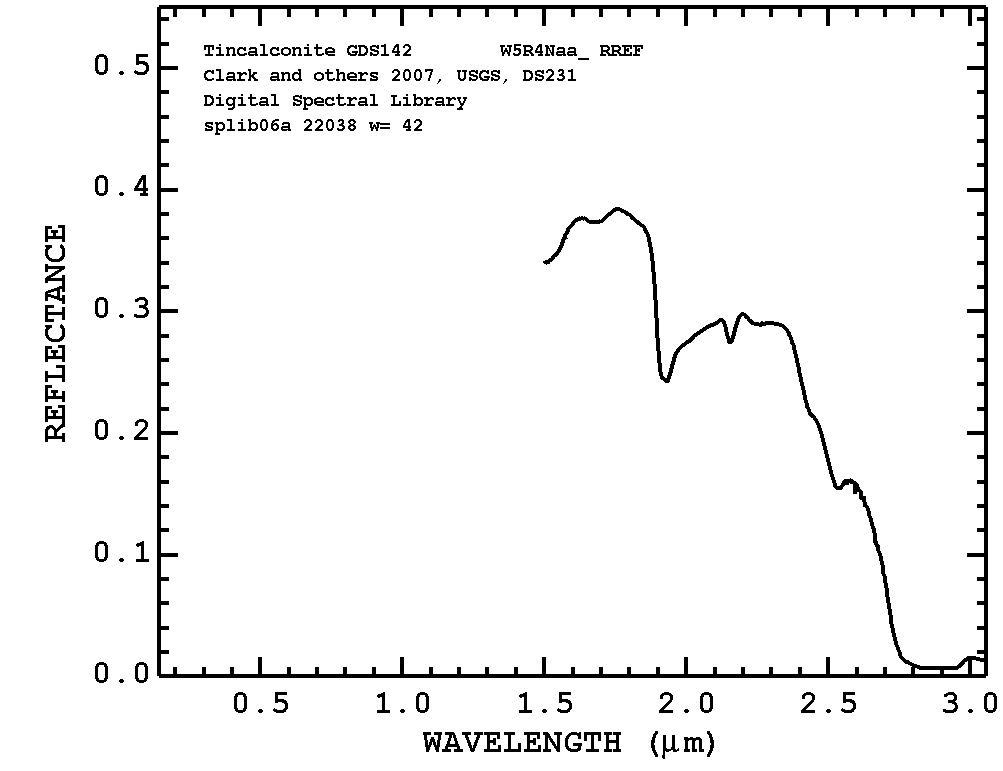 Tincalconite GDS142 W5R4Naa_ RREF
Clark and others 2007, USGS, DS231
Digital Spectral Library
splib06a 22038 w= 42
REFLECTANCE
0.5
0.4
0.3
0.2
0.1
0.0
0.5 1.0 1.5 2.0 2.5 3.0
WAVELENGTH (μm)